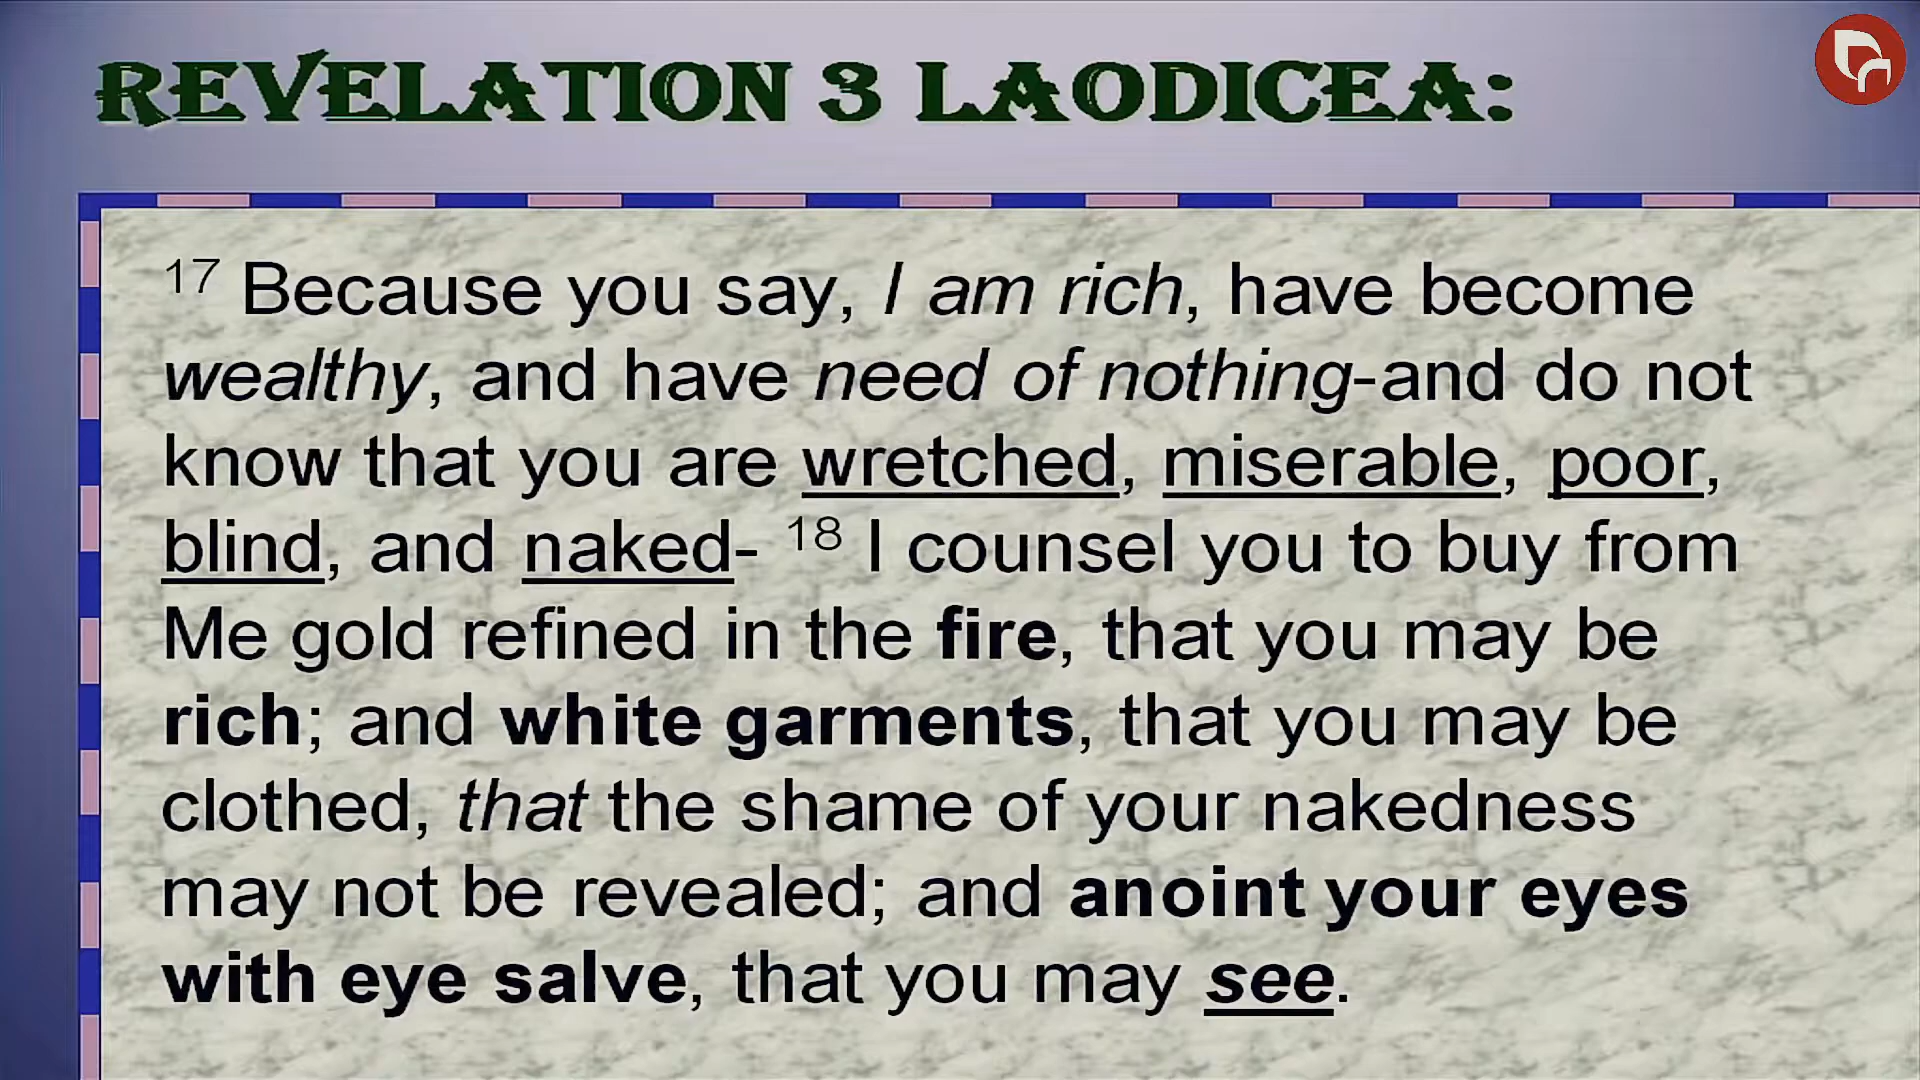 REVELATION 3 LAODICEA:
17 Because you say, I am rich, have become
wealthy, and have need of nothing-and do not
know that you are wretched, miserable, poor,
blind, and naked- 18 I counsel you to buy from
Me gold refined in the fire, that you may be
rich; and white garments, that you may be
clothed, that the shame of your nakedness
may not be revealed; and anoint your eyes
with eye salve, that you may see.